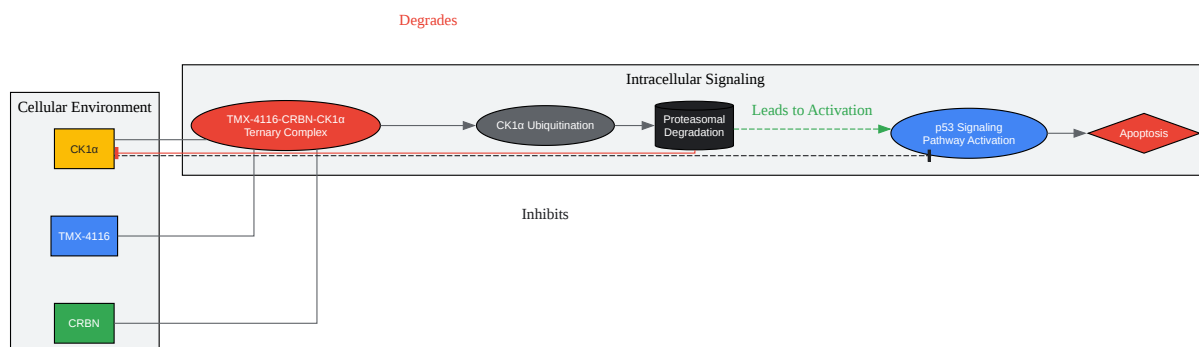 Degrades
Intracellular Signaling
Cellular Environment
TMX-4116-CRBN-CK1α
Ternary Complex
CK1α Ubiquitination
Proteasomal
Degradation
Leads to Activation
p53 Signaling
Pathway Activation
Apoptosis
CK1α
Inhibits
TMX-4116
CRBN